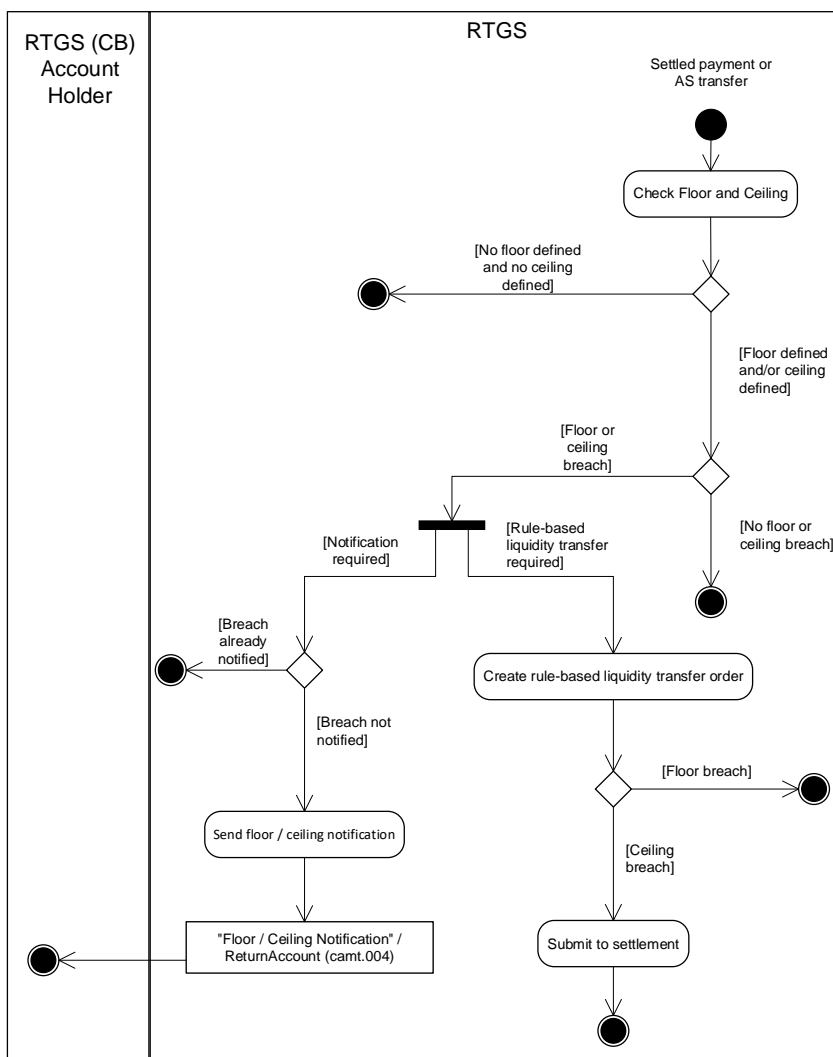 RTGS (CB)
Account
Holder
RTGS
Settled payment or
AS transfer
Check Floor and Ceiling
[No floor defined
and no ceiling
defined]
[Floor defined
and/or ceiling
defined]
[Floor or
ceiling
breach]
[No floor or
ceiling breach]
[Notification
required]
[Rule-based
liquidity transfer
required]
[Breach
already
notified]
Create rule-based liquidity transfer order
[Breach not
notified]
[Floor breach]
Send floor / ceiling notification
[Ceiling
breach]
"Floor / Ceiling Notification" /
ReturnAccount (camt.004)
Submit to settlement